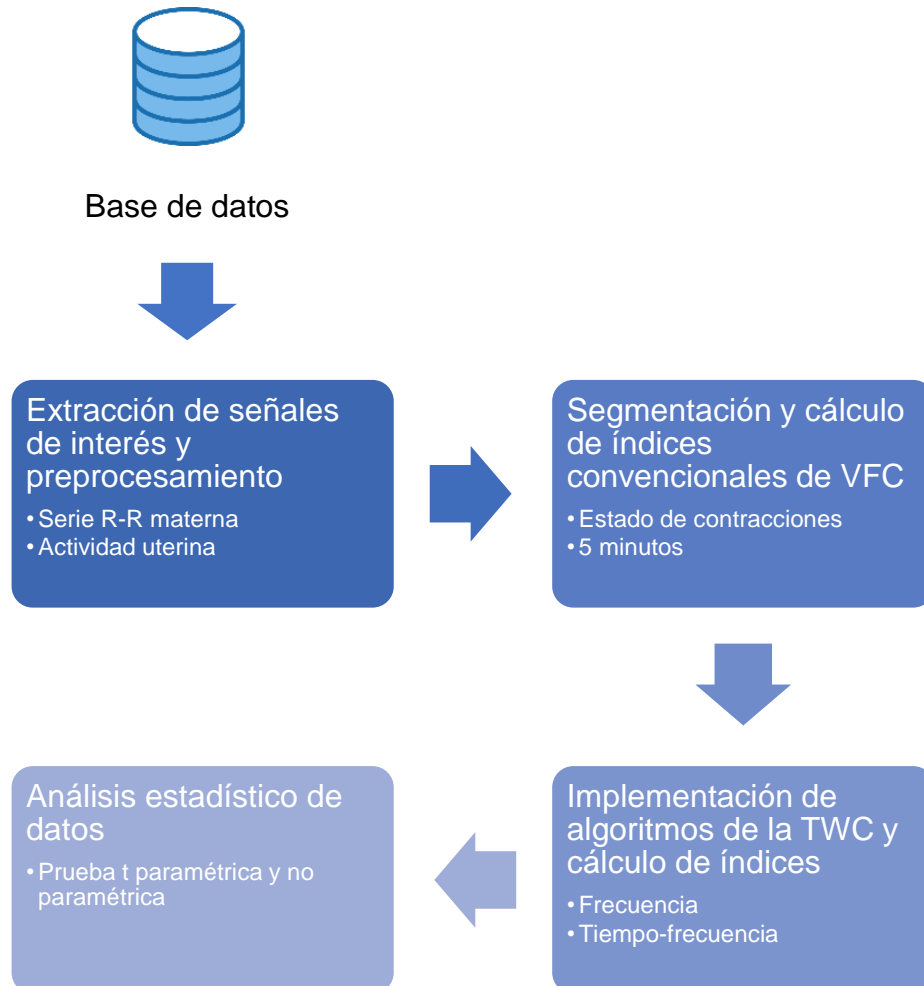 Base de datos
Extracción de señales
de interés y
preprocesamiento
• Serie R-R materna
• Actividad uterina
Segmentación y cálculo
de índices
convencionales de VFC
• Estado de contracciones
• 5 minutos
Implementación de
algoritmos de la TWC y
cálculo de índices
• Frecuencia
• Tiempo-frecuencia
Análisis estadístico de
datos
• Prueba t paramétrica y no
paramétrica